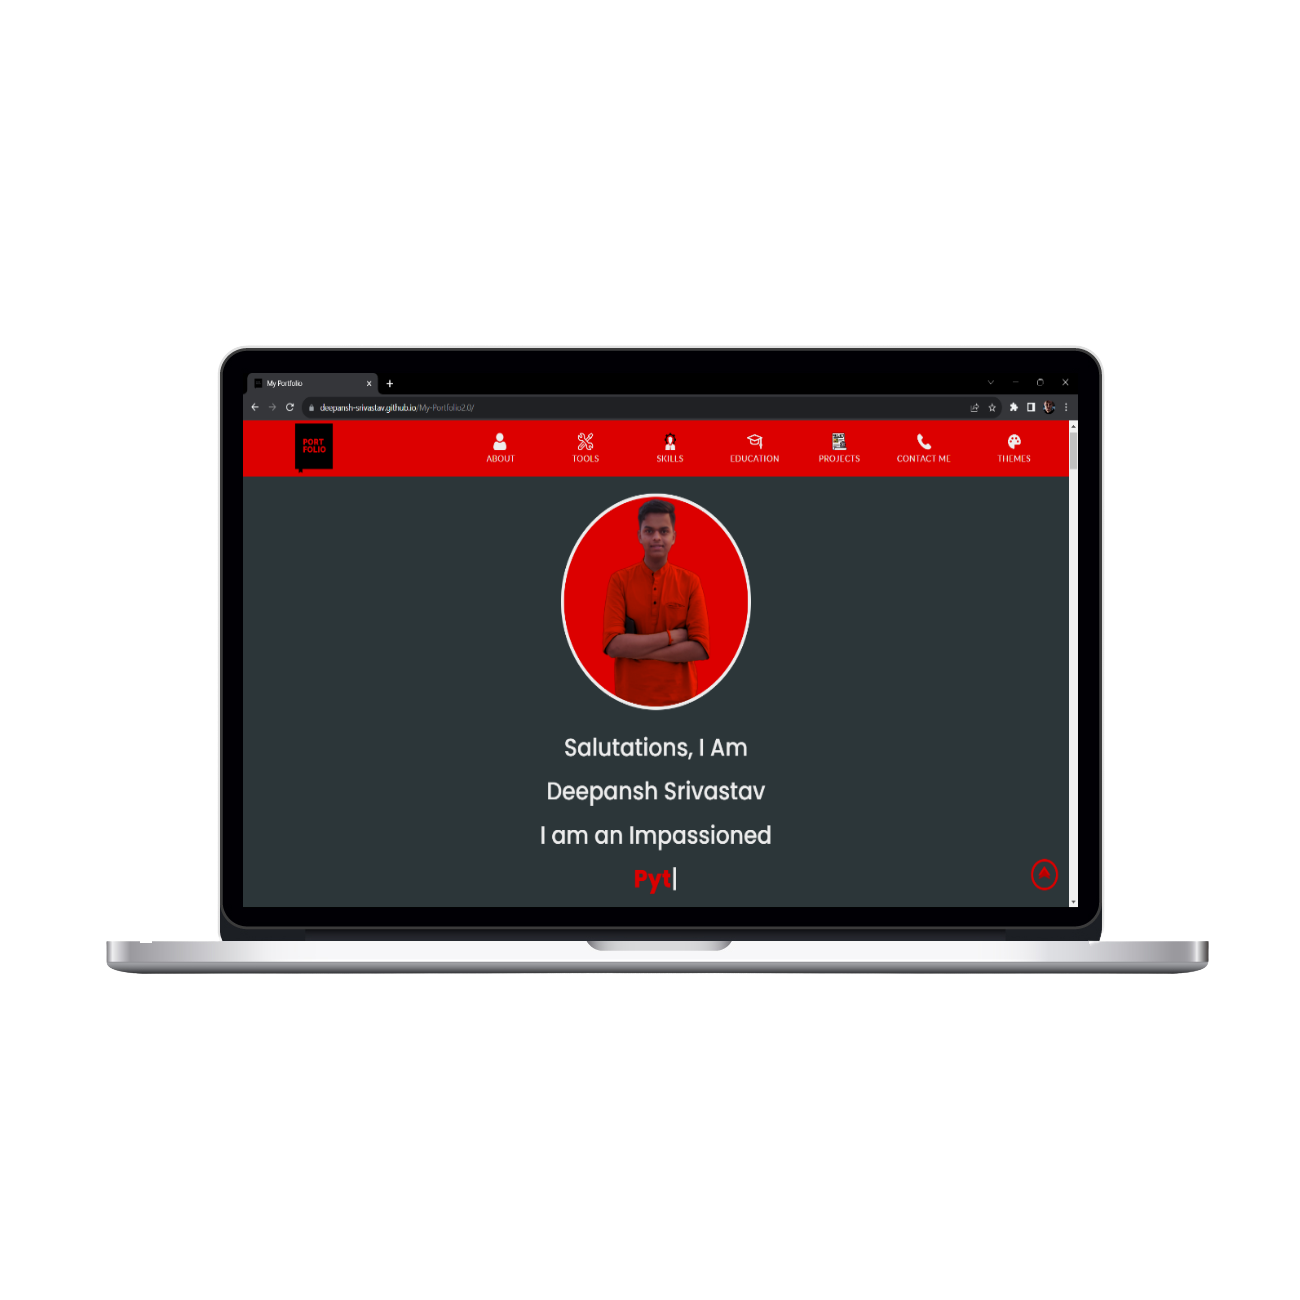 My Portfolio
deepansh-srivastav.github.io/My-Portfolio2.0/
PORT
FOLIO
ABOUT
TOOLS
SKILLS
EDUCATION
PROJECTS
CONTACT ME
THEMES
Salutations, I Am
Deepansh Srivastav
I am an Impassioned
Pyt